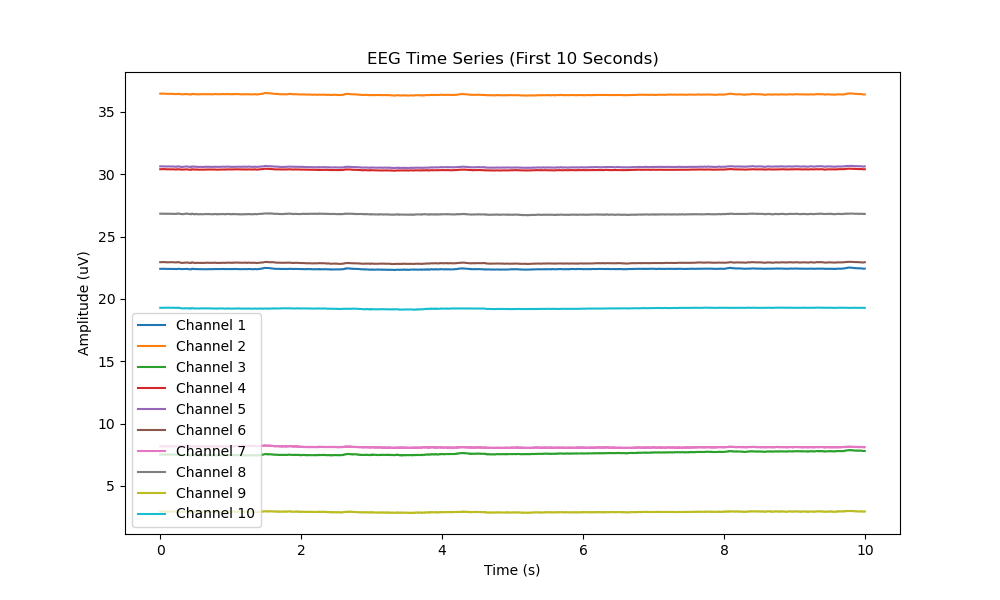 EEG Time Series (First 10 Seconds)
Amplitude (uV)
35
30
25
20
15
10
5
Channel 1
Channel 2
Channel 3
Channel 4
Channel 5
Channel 6
Channel 7
Channel 8
Channel 9
Channel 10
0 2 4 6 8 10
Time (s)